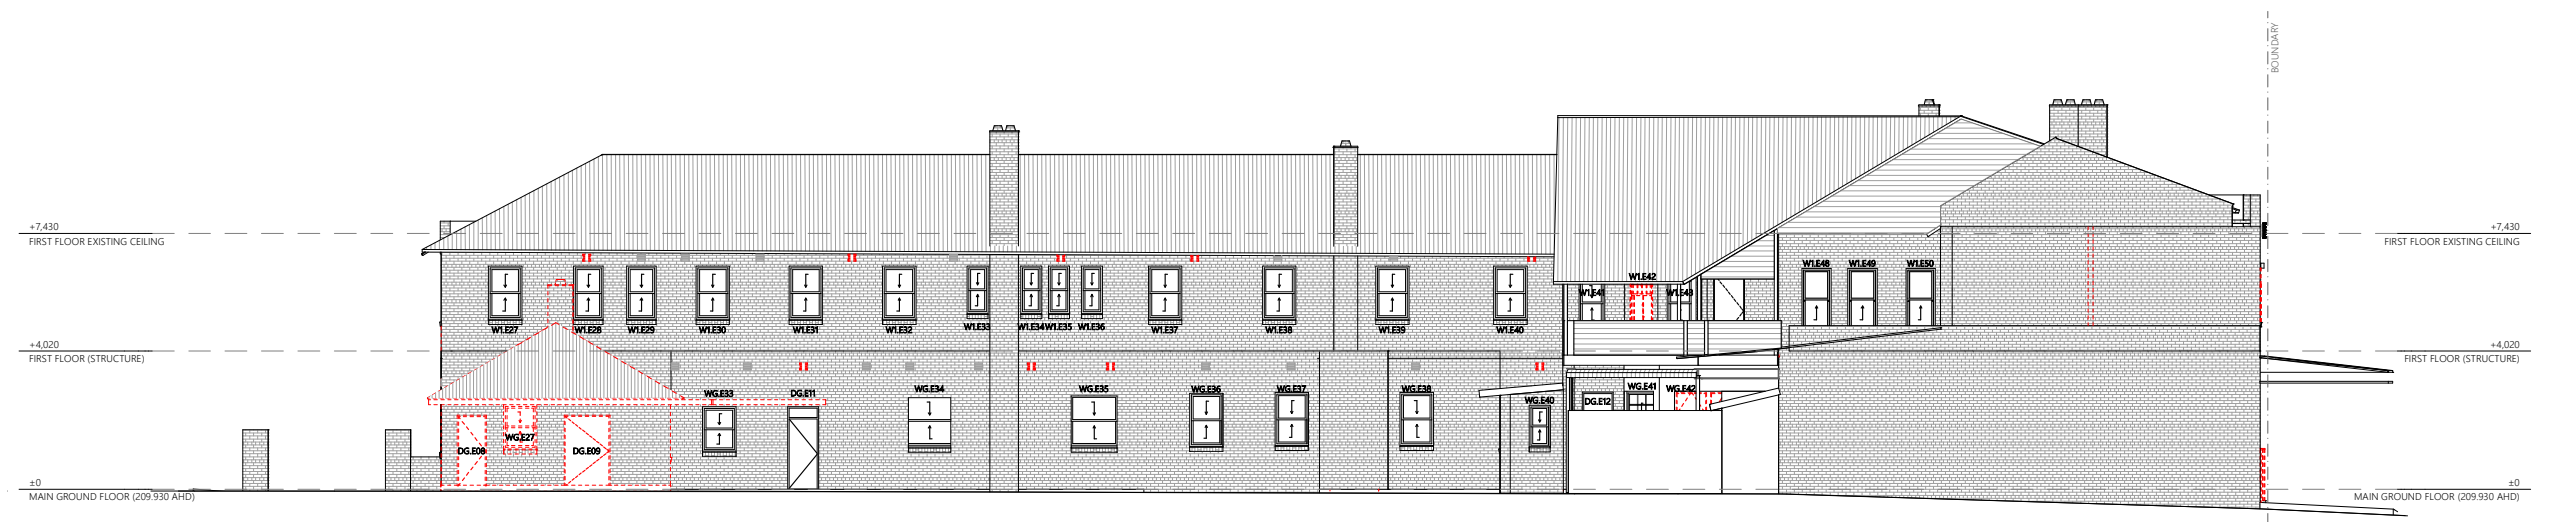 BOUNDARY
+7,430
FIRST FLOOR EXISTING CEILING
+7,430
FIRST FLOOR EXISTING CEILING
W1.E48 W1.E49 W1.E50
W1.E42
W1.E41 W1.E43
W1.E27 W1.E28 W1.E29 W1.E30 W1.E31 W1.E32 W1.E33 W1.E34 W1.E35 W1.E36 W1.E37 W1.E38 W1.E39 W1.E40
+4,020
FIRST FLOOR (STRUCTURE)
+4,020
FIRST FLOOR (STRUCTURE)
WG.E33 DG.E11 WG.E34 WG.E35 WG.E36 WG.E37 WG.E38 WG.E40 DG.E12 WG.E41 WG.E42
WG.E27
DG.E08 DG.E09
±0
MAIN GROUND FLOOR (209.930 AHD)
±0
MAIN GROUND FLOOR (209.930 AHD)